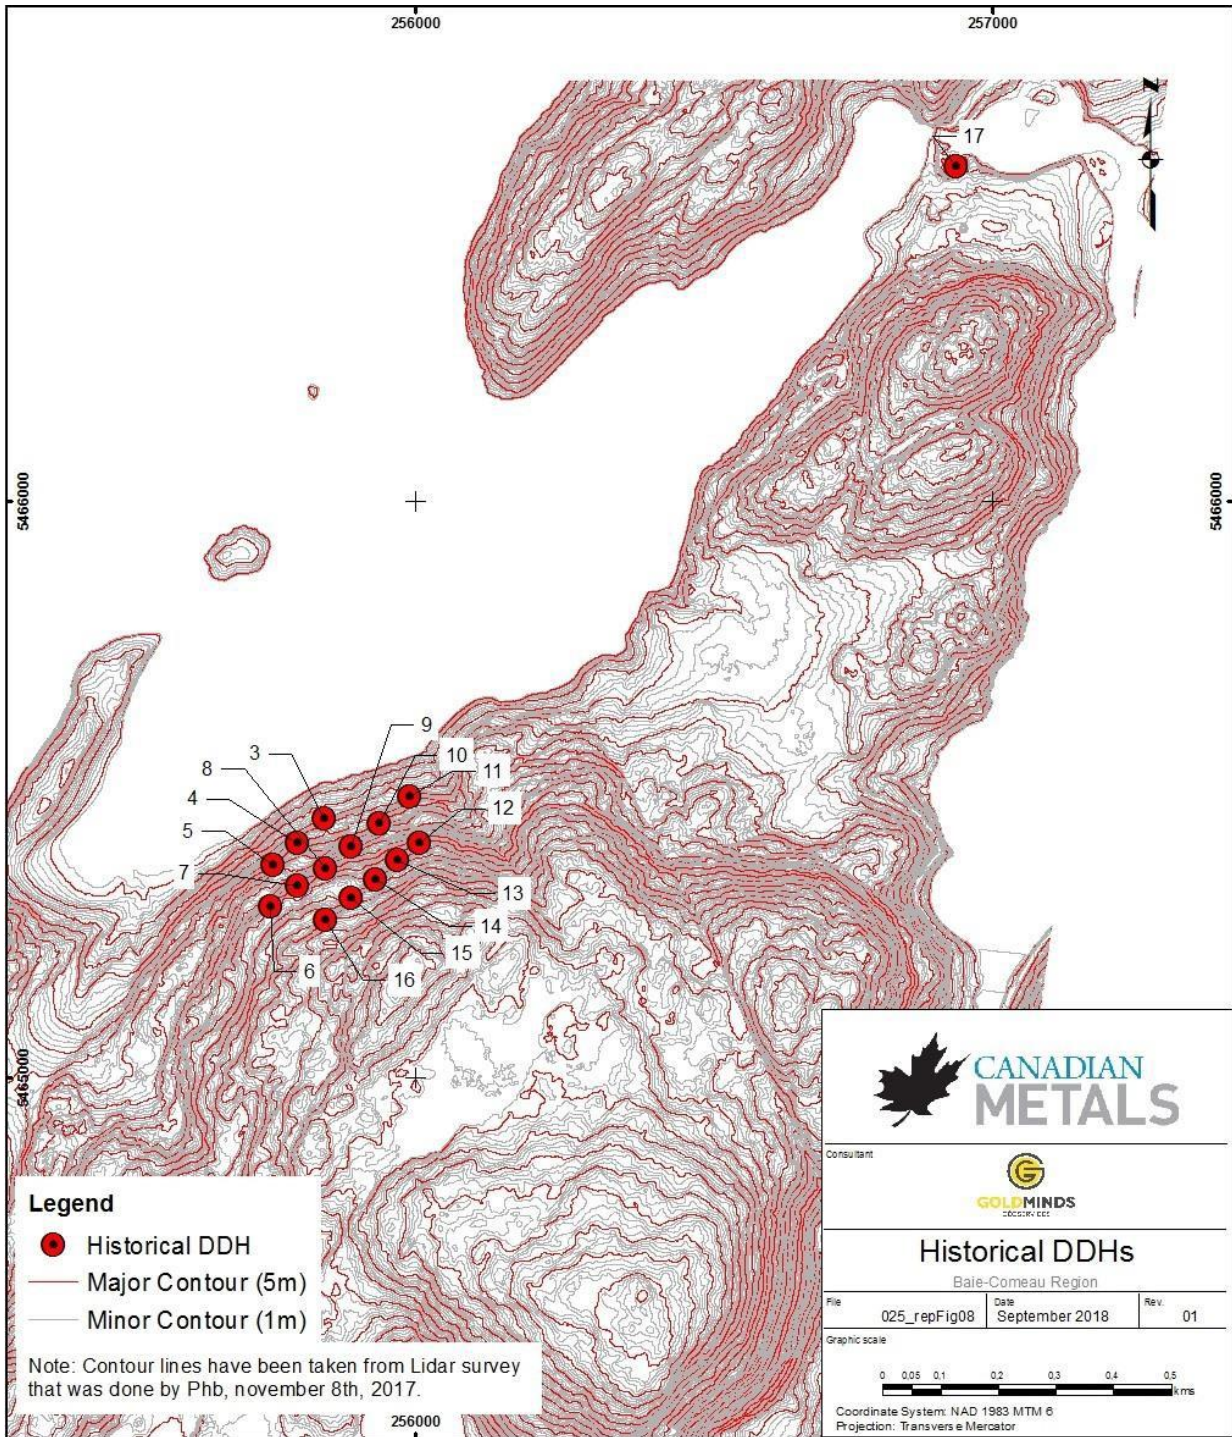 256000
257000
17
5466000
5466000
9
3
10
8
11
4
12
5
7
13
14
15
6
16
5465000
CANADIAN
METALS
Consultant
GOLDMINDS
GEOSERVICES
Legend
Historical DDH
Major Contour (5m)
Minor Contour (1m)
Note: Contour lines have been taken from Lidar survey
that was done by Phb, november 8th, 2017.
Historical DDHs
Baie-Comeau Region
File
025_repFig08
Date
September 2018
Rev.
01
Graphic scale
0 0,05 0,1 0,2 0,3 0,4 0,5
kms
Coordinate System: NAD 1983 MTM 6
Projection: Transverse Mercator
256000